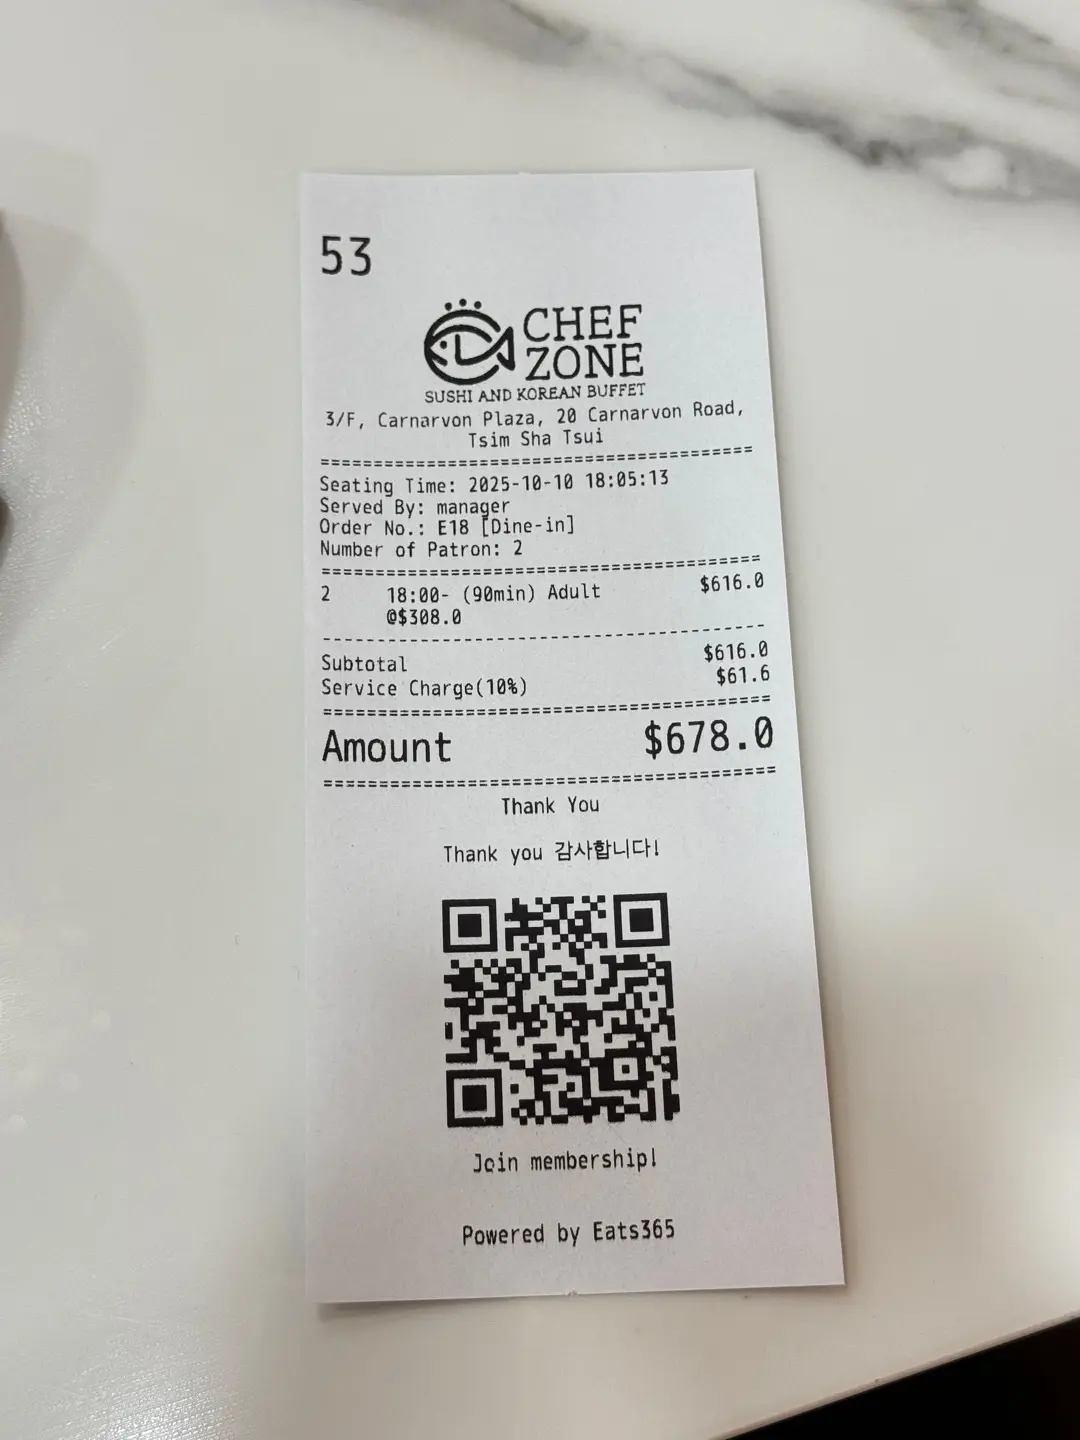 53
CHEF
ZONE
SUSHI AND KOREAN BUFFET
3/F, Carnarvon Plaza, 20 Carnarvon Road,
Tsim Sha Tsui
========================================
Seating Time: 2025-10-10 18:05:13
Served By: manager
Order No.: E18 [Dine-in]
Number of Patron: 2
========================================
2 18:00- (90min) Adult $616.0
@$308.0
----------------------------------------
Subtotal $616.0
Service Charge(10%) $61.6
========================================
Amount $678.0
========================================
Thank You
Thank you 감사합니다!
Join membership!
Powered by Eats365